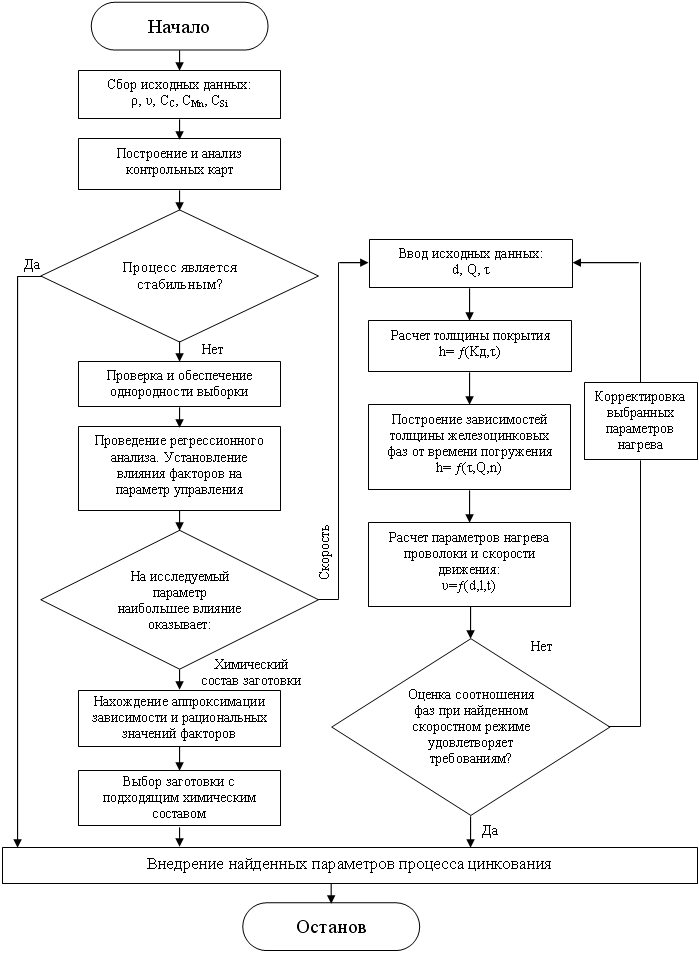 Начало
Сбор исходных данных:
ρ, υ, CC, CMn, CSi
Построение и анализ
контрольных карт
Процесс является
стабильным?
Да
Нет
Проверка и обеспечение
однородности выборки
Проведение регрессионного
анализа. Установление
влияния факторов на
параметр управления
На исследуемый
параметр
наибольшее влияние
оказывает:
Скорость
Химический
состав заготовки
Нахождение аппроксимации
зависимости и рациональных
значений факторов
Выбор заготовки с
подходящим химическим
составом
Ввод исходных данных:
d, Q, τ
Расчет толщины покрытия
h= ƒ(Kд,τ)
Построение зависимостей
толщины железоцинковых
фаз от времени погружения
h= ƒ(τ,Q,n)
Расчет параметров нагрева
проволоки и скорости
движения:
υ=ƒ(d,l,t)
Оценка соотношения
фаз при найденном
скоростном режиме
удовлетворяет
требованиям?
Нет
Корректировка
выбранных
параметров
нагрева
Да
Внедрение найденных параметров процесса цинкования
Останов